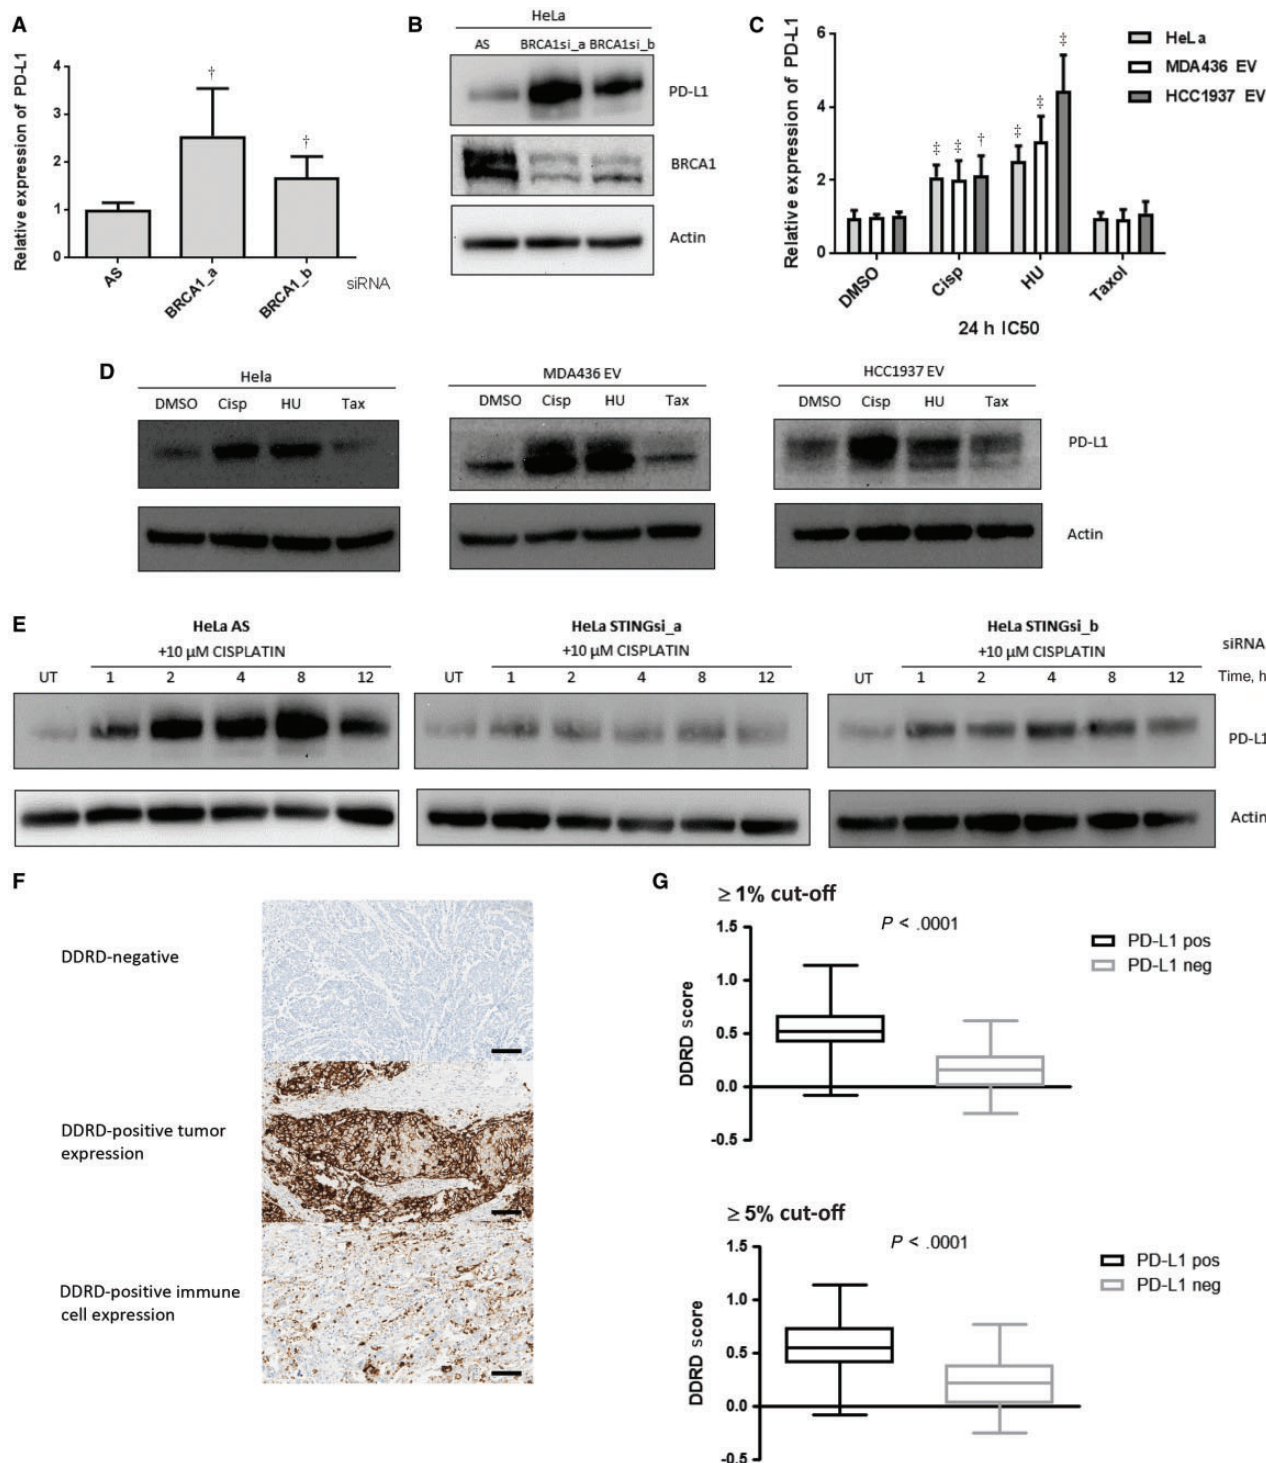 A
Relative expression of PD-L1
4
3
2
1
0
†
†
AS
BRCA1_a
BRCA1_b
siRNA
B
HeLa
AS BRCA1si_a BRCA1si_b
PD-L1
BRCA1
Actin
C
Relative expression of PD-L1
6
4
2
0
‡ ‡ †
‡ ‡ ‡
HeLa
MDA436 EV
HCC1937 EV
DMSO
Cisp
HU
Taxol
24 h IC50
D
Hela
DMSO Cisp HU Tax
MDA436 EV
DMSO Cisp HU Tax
HCC1937 EV
DMSO Cisp HU Tax
PD-L1
Actin
E
HeLa AS
+10 µM CISPLATIN
UT 1 2 4 8 12
HeLa STINGsi_a
+10 µM CISPLATIN
UT 1 2 4 8 12
HeLa STINGsi_b
+10 µM CISPLATIN
UT 1 2 4 8 12
siRNA
Time, h
PD-L1
Actin
F
DDRD-negative
DDRD-positive tumor
expression
DDRD-positive immune
cell expression
G
≥ 1% cut-off
P < .0001
DDRD score
1.5
1.0
0.5
0.0
-0.5
PD-L1 pos
PD-L1 neg
≥ 5% cut-off
P < .0001
DDRD score
1.5
1.0
0.5
0.0
-0.5
PD-L1 pos
PD-L1 neg